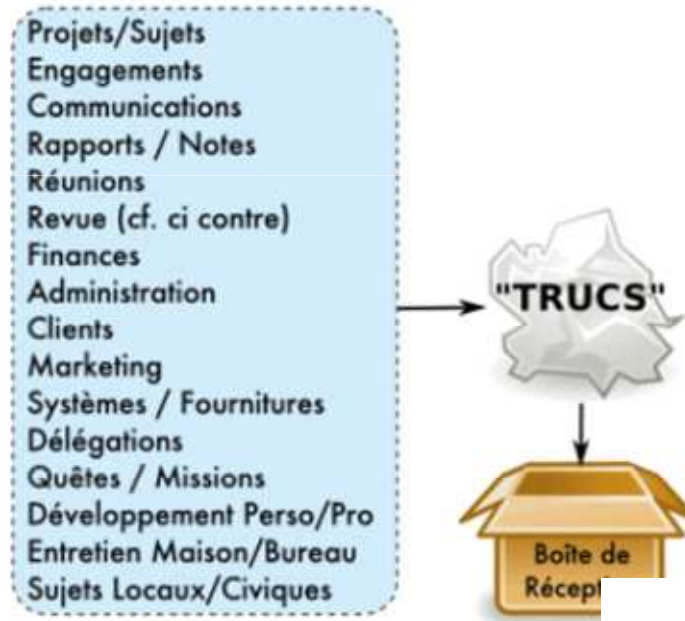 Projets/Sujets
Engagements
Communications
Rapports / Notes
Réunions
Revue (cf. ci contre)
Finances
Administration
Clients
Marketing
Systèmes / Fournitures
Délégations
Quêtes / Missions
Développement Perso/Pro
Entretien Maison/Bureau
Sujets Locaux/Civiques
"TRUCS"
Boîte de